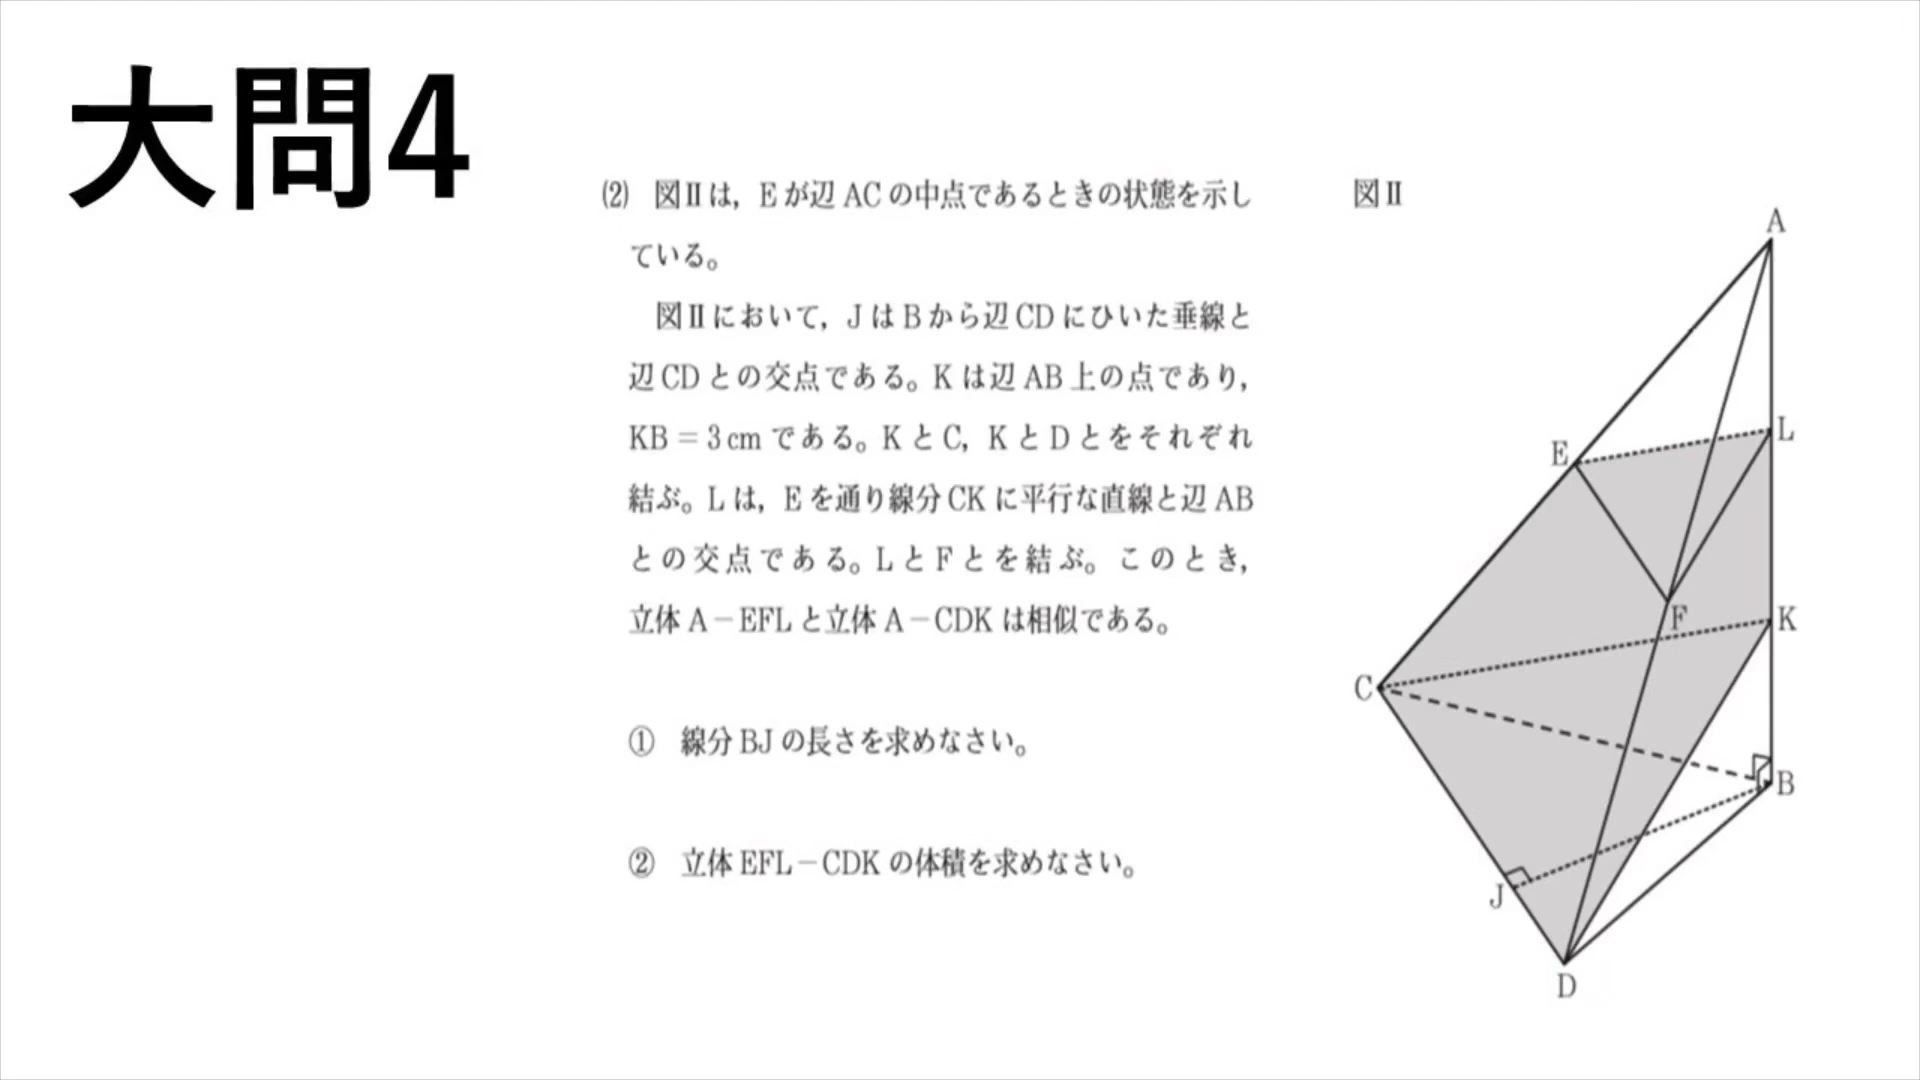 大問4
⑵ 図Ⅱは，Eが辺ACの中点であるときの状態を示し
ている。
図Ⅱにおいて，JはBから辺CDにひいた垂線と
辺CDとの交点である。Kは辺AB上の点であり，
KB＝3cmである。KとC，KとDとをそれぞれ
結ぶ。Lは，Eを通り線分CKに平行な直線と辺AB
との交点である。LとFとを結ぶ。このとき，
立体A－EFLと立体A－CDKは相似である。
① 線分BJの長さを求めなさい。
② 立体EFL－CDKの体積を求めなさい。
図Ⅱ
A
L
E
F
K
C
B
J
D